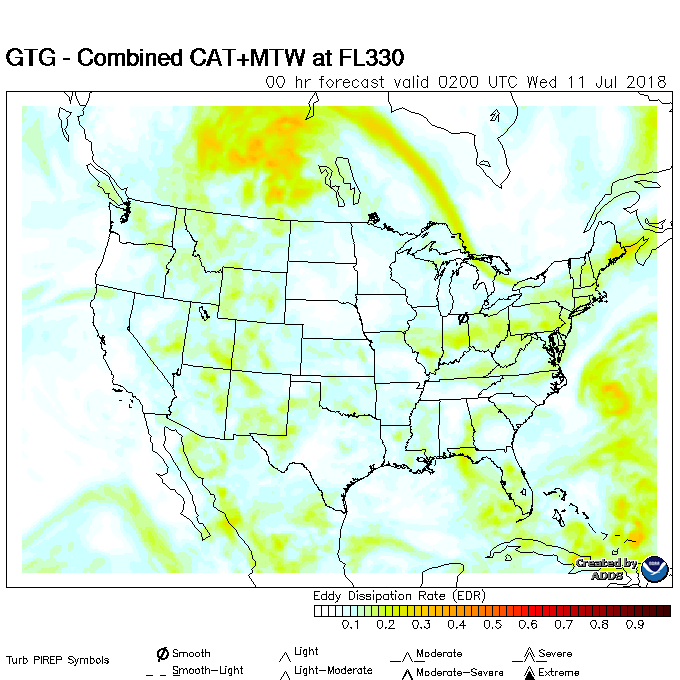 GTG - Combined CAT+MTW at FL330
00 hr forecast valid 0200 UTC Wed 11 Jul 2018
Created by
ADDS
Eddy Dissipation Rate (EDR)
0.1 0.2 0.3 0.4 0.5 0.6 0.7 0.8 0.9
Turb PIREP Symbols
Smooth Light Moderate Severe
Smooth-Light Light-Moderate Moderate-Severe Extreme